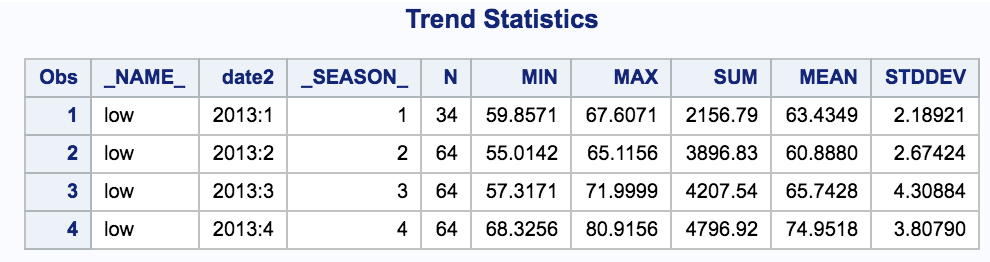 Trend Statistics
Obs _NAME_ date2 _SEASON_ N MIN MAX SUM MEAN STDDEV
1 low 2013:1 1 34 59.8571 67.6071 2156.79 63.4349 2.18921
2 low 2013:2 2 64 55.0142 65.1156 3896.83 60.8880 2.67424
3 low 2013:3 3 64 57.3171 71.9999 4207.54 65.7428 4.30884
4 low 2013:4 4 64 68.3256 80.9156 4796.92 74.9518 3.80790